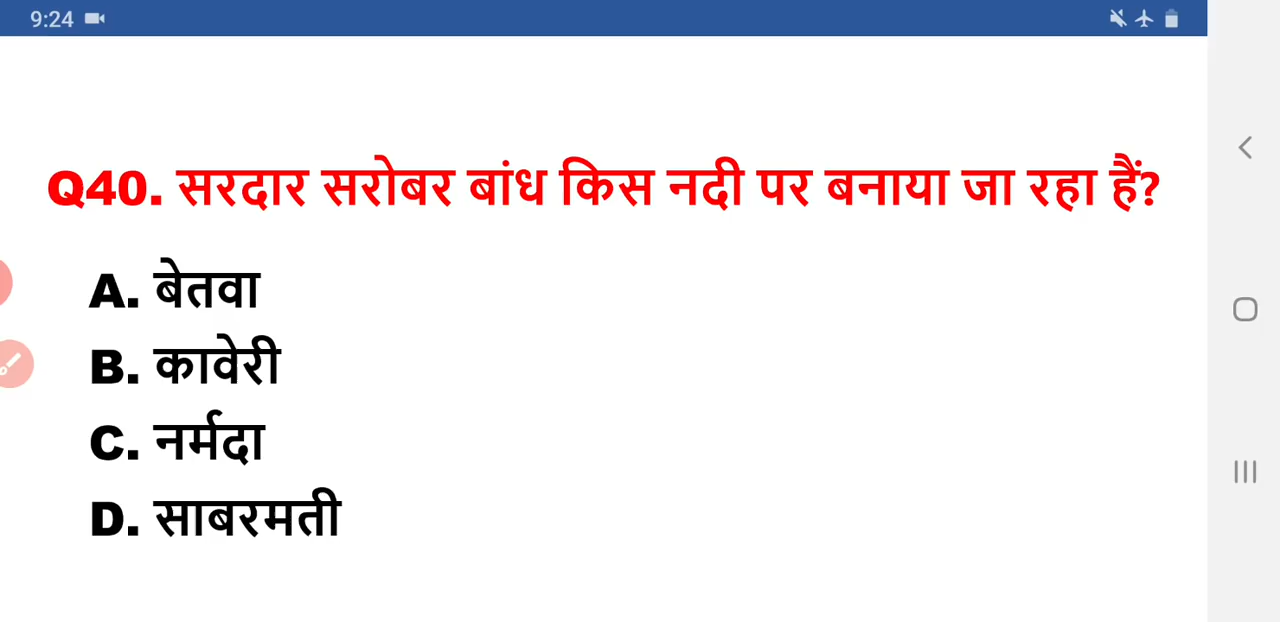 9:24
Q40. सरदार सरोबर बांध किस नदी पर बनाया जा रहा हैं?
A. बेतवा
B. कावेरी
C. नर्मदा
D. साबरमती